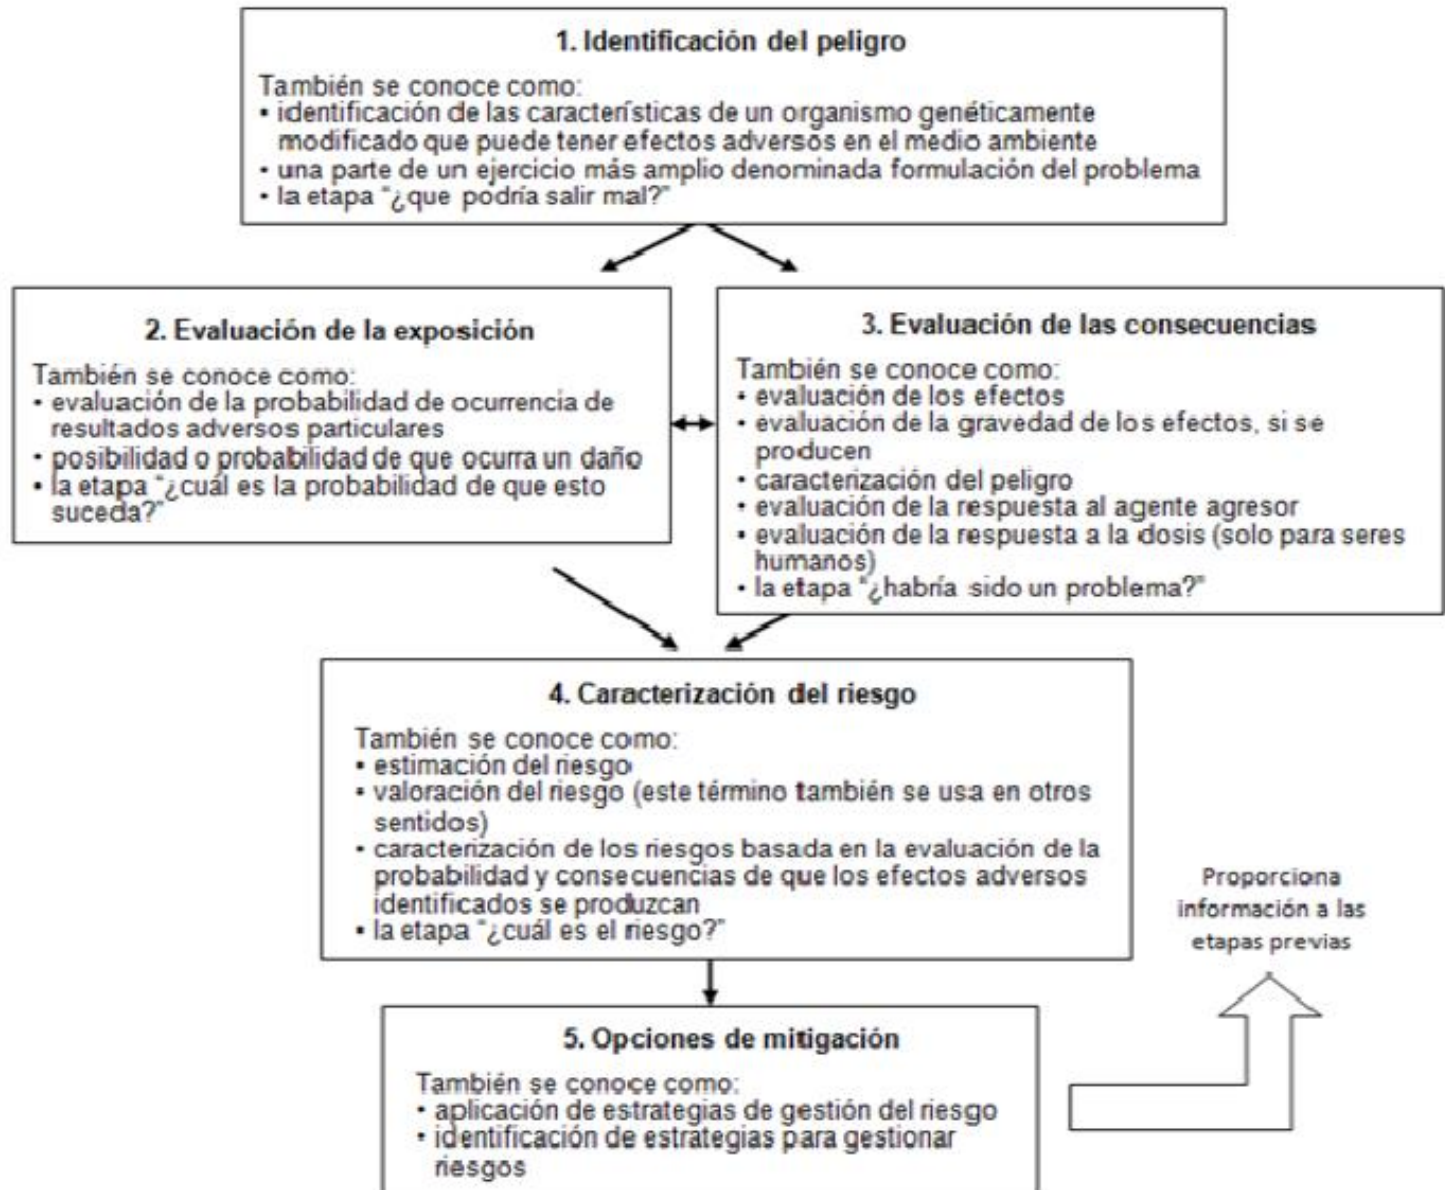 1. Identificación del peligro
También se conoce como:
• identificación de las características de un organismo genéticamente
modificado que puede tener efectos adversos en el medio ambiente
• una parte de un ejercicio más amplio denominada formulación del problema
• la etapa “¿que podría salir mal?”
2. Evaluación de la exposición
También se conoce como:
• evaluación de la probabilidad de ocurrencia de
resultados adversos particulares
• posibilidad o probabilidad de que ocurra un daño
• la etapa “¿cuál es la probabilidad de que esto
suceda?”
3. Evaluación de las consecuencias
También se conoce como:
• evaluación de los efectos
• evaluación de la gravedad de los efectos, si se
producen
• caracterización del peligro
• evaluación de la respuesta al agente agresor
• evaluación de la respuesta a la dosis (solo para seres
humanos)
• la etapa “¿habría sido un problema?”
4. Caracterización del riesgo
También se conoce como:
• estimación del riesgo
• valoración del riesgo (este término también se usa en otros
sentidos)
• caracterización de los riesgos basada en la evaluación de la
probabilidad y consecuencias de que los efectos adversos
identificados se produzcan
• la etapa “¿cuál es el riesgo?”
Proporciona
información a las
etapas previas
5. Opciones de mitigación
También se conoce como:
• aplicación de estrategias de gestión del riesgo
• identificación de estrategias para gestionar
riesgos